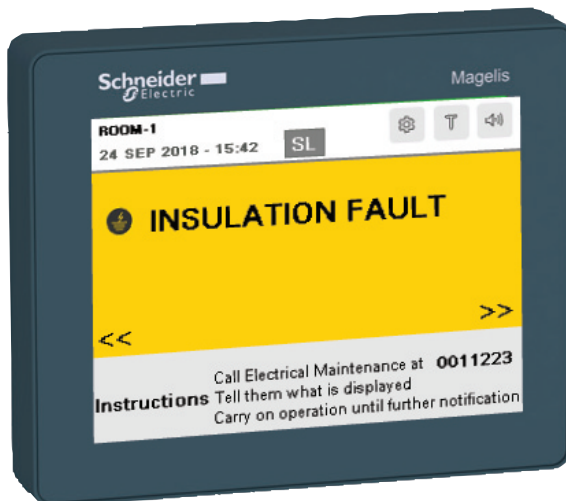 Schneider
Electric
Magelis
ROOM-1
24 SEP 2018 - 15:42
SL
T
INSULATION FAULT
<<
>>
Instructions
Call Electrical Maintenance at 0011223
Tell them what is displayed
Carry on operation until further notification